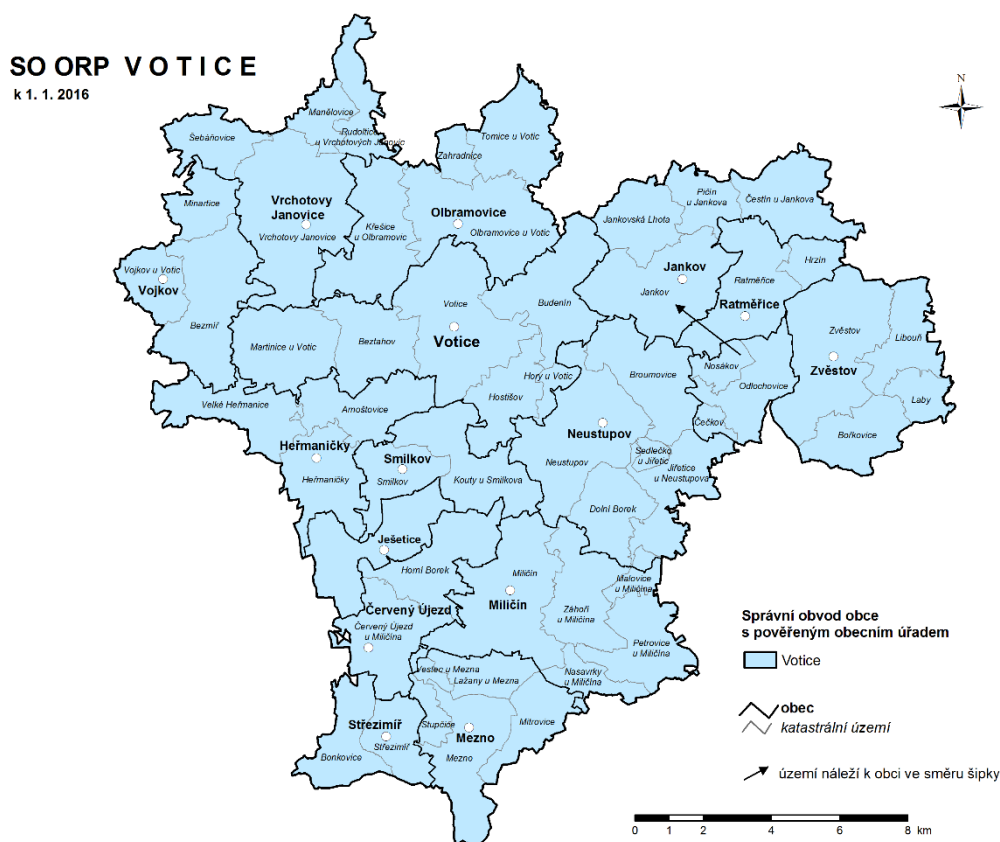 SO ORP VOTICE
k 1. 1. 2016
N
Manělovice
Šebáňovice
Rudoltice
u Vrchotových Janovic
Tomice u Votic
Zahradnice
Minartice
Vrchotovy
Janovice
Vrchotovy Janovice
Křešice
u Olbramovic
Olbramovice
Olbramovice u Votic
Jankovská Lhota
Pičín
u Jankova
Čestín u Jankova
Vojkov u Votic
Vojkov
Bezmíř
Jankov
Jankov
Ratměřice
Ratměřice
Hrzín
Votice
Votice
Budenín
Martinice u Votic
Beztahov
Zvěstov
Zvěstov
Libouň
Laby
Bořkovice
Hory u Votic
Hostišov
Broumovice
Nosákov
Odlochovice
Čečkov
Velké Heřmanice
Arnoštovice
Heřmaničky
Heřmaničky
Smilkov
Smilkov
Kouty u Smilkova
Neustupov
Neustupov
Sedlečko
u Jiřetic
Jiřetice
u Neustupova
Dolní Borek
Ješetice
Horní Borek
Miličín
Miličín
Malovice
u Miličína
Záhoří
u Miličína
Petrovice
u Miličína
Nasavrky
u Miličína
Červený Újezd
Červený Újezd
u Miličína
Vestec u Mezna
Lažany u Mezna
Střezimíř
Střezimíř
Bonkovice
Stupčice
Mezno
Mezno
Mitrovice
Správní obvod obce
s pověřeným obecním úřadem
Votice
obec
katastrální území
území náleží k obci ve směru šipky
0 1 2 4 6 8 km